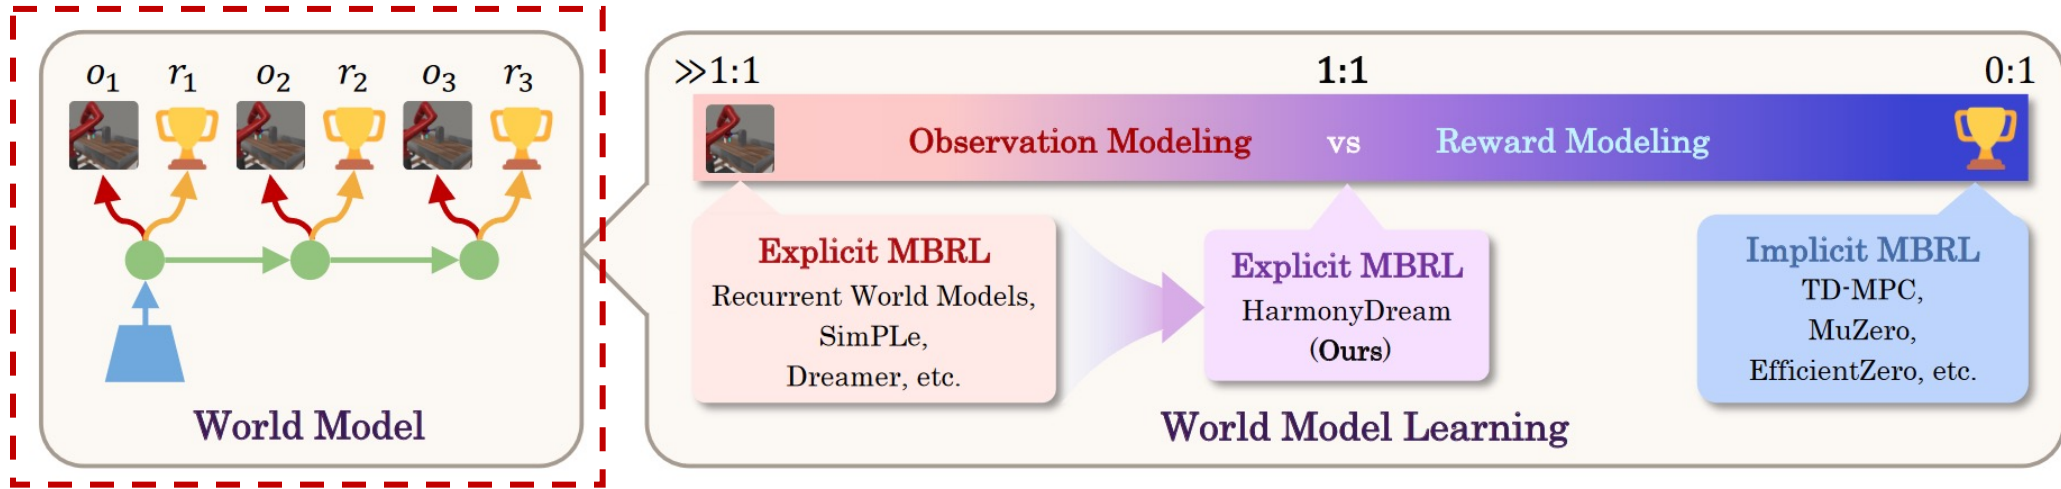 o₁ r₁ o₂ r₂ o₃ r₃
World Model
≫1:1 1:1 0:1
Observation Modeling vs Reward Modeling
Explicit MBRL
Recurrent World Models,
SimPLe,
Dreamer, etc.
Explicit MBRL
HarmonyDream
(Ours)
Implicit MBRL
TD-MPC,
MuZero,
EfficientZero, etc.
World Model Learning